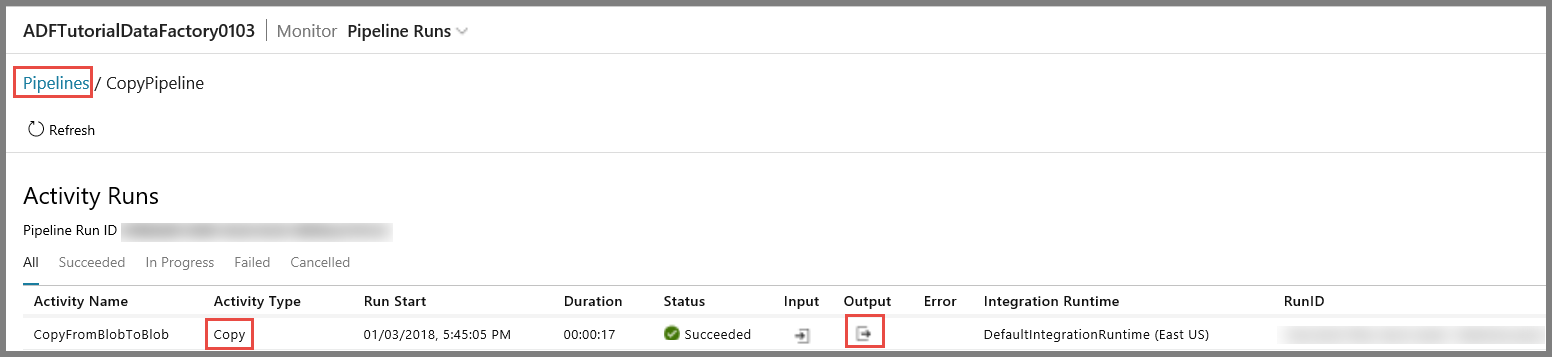 ADFTutorialDataFactory0103 Monitor Pipeline Runs
Pipelines / CopyPipeline
Refresh
Activity Runs
Pipeline Run ID
All Succeeded In Progress Failed Cancelled
Activity Name Activity Type Run Start Duration Status Input Output Error Integration Runtime RunID
CopyFromBlobToBlob Copy 01/03/2018, 5:45:05 PM 00:00:17 Succeeded DefaultIntegrationRuntime (East US)